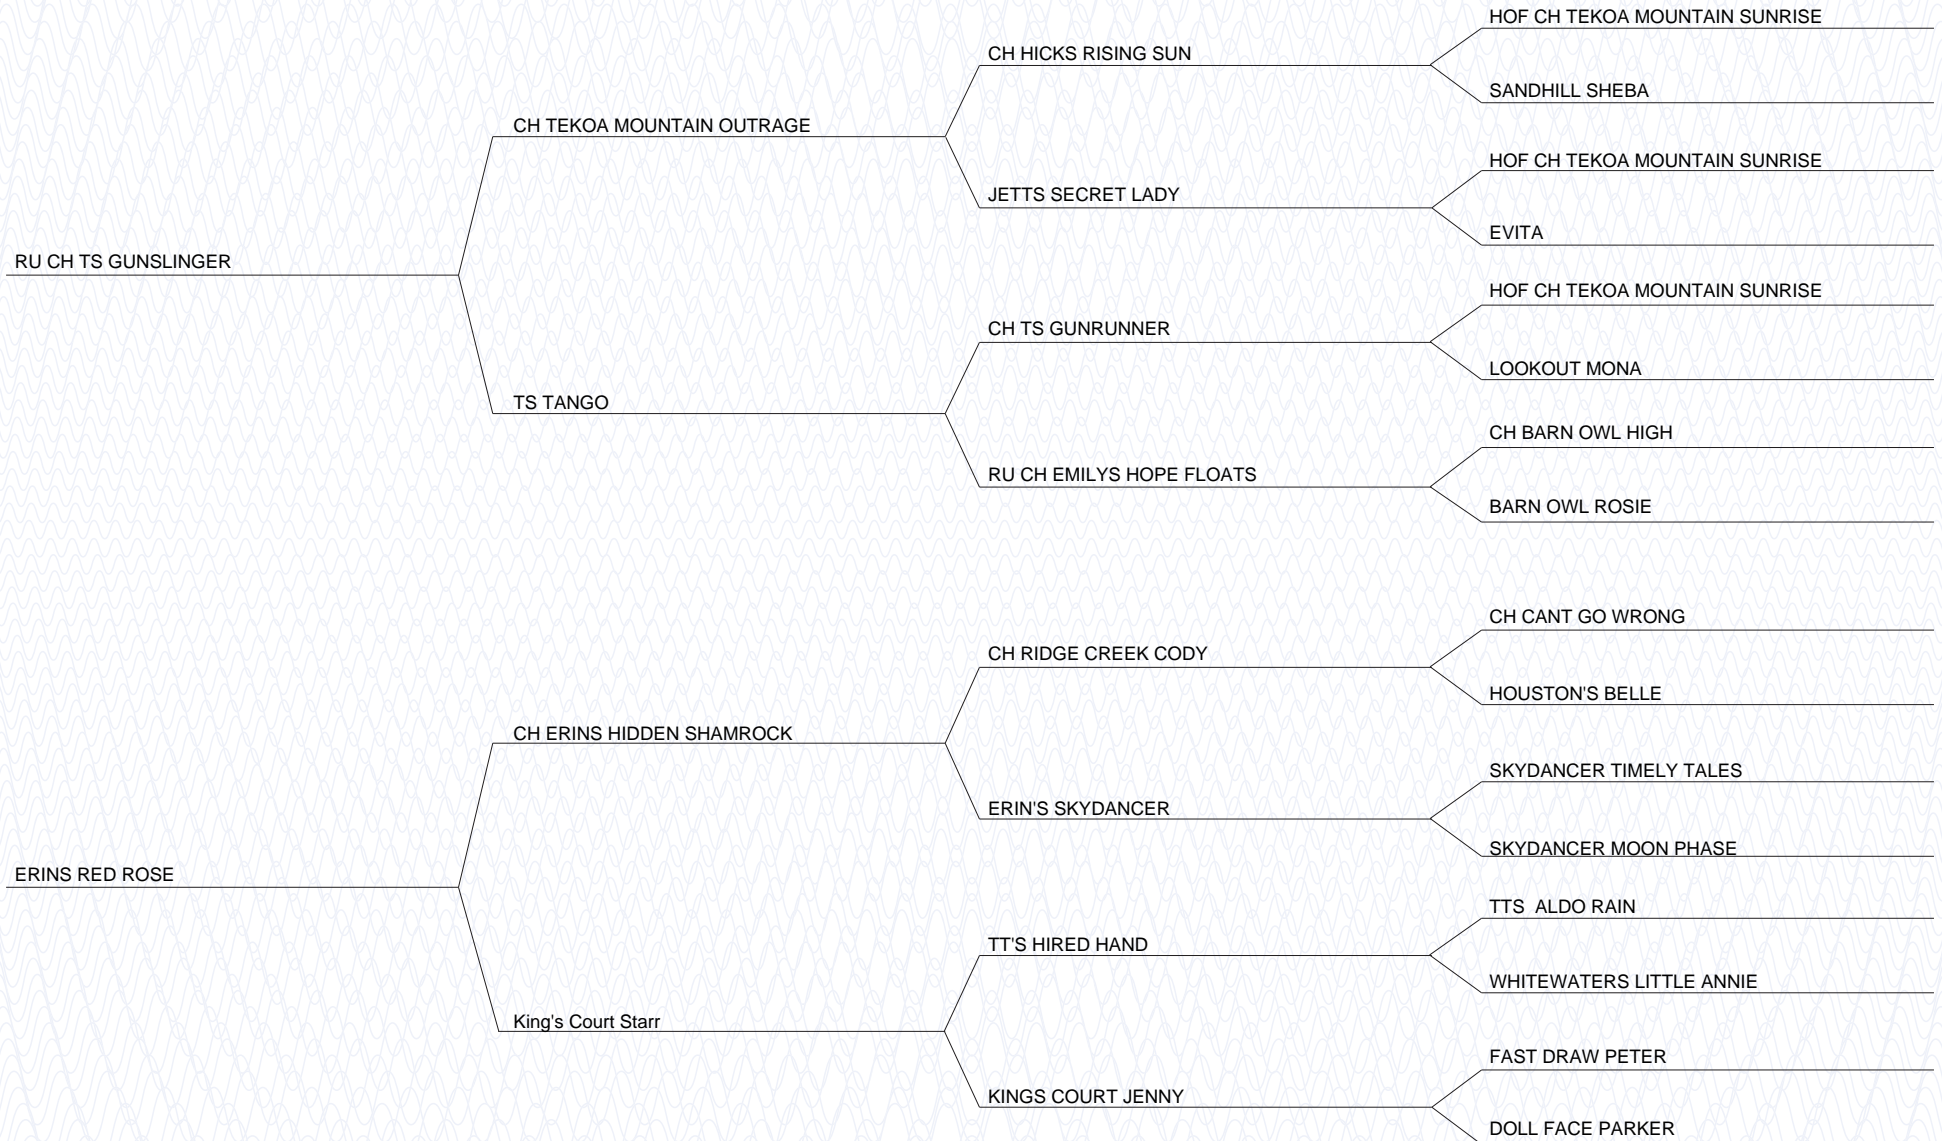 HOF CH TEKOA MOUNTAIN SUNRISE
CH HICKS RISING SUN
SANDHILL SHEBA
CH TEKOA MOUNTAIN OUTRAGE
HOF CH TEKOA MOUNTAIN SUNRISE
JETTS SECRET LADY
EVITA
RU CH TS GUNSLINGER
HOF CH TEKOA MOUNTAIN SUNRISE
CH TS GUNRUNNER
LOOKOUT MONA
TS TANGO
CH BARN OWL HIGH
RU CH EMILYS HOPE FLOATS
BARN OWL ROSIE
CH CANT GO WRONG
CH RIDGE CREEK CODY
HOUSTON'S BELLE
CH ERINS HIDDEN SHAMROCK
SKYDANCER TIMELY TALES
ERIN'S SKYDANCER
SKYDANCER MOON PHASE
ERINS RED ROSE
TTS  ALDO RAIN
TT'S HIRED HAND
WHITEWATERS LITTLE ANNIE
King's Court Starr
FAST DRAW PETER
KINGS COURT JENNY
DOLL FACE PARKER